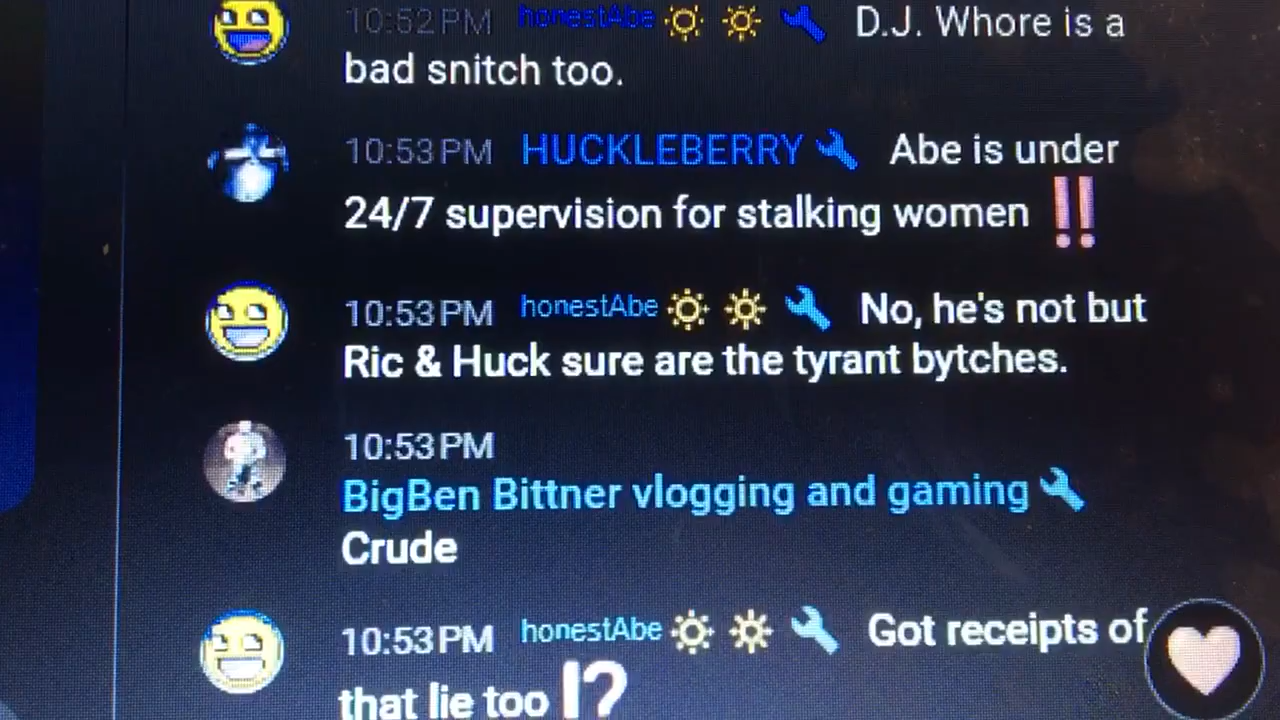 10:52 PM honestAbe D.J. Whore is a
bad snitch too.
10:53 PM HUCKLEBERRY Abe is under
24/7 supervision for stalking women ‼
10:53 PM honestAbe No, he's not but
Ric & Huck sure are the tyrant bytches.
10:53 PM
BigBen Bittner vlogging and gaming
Crude
10:53 PM honestAbe Got receipts of
that lie too ⁉